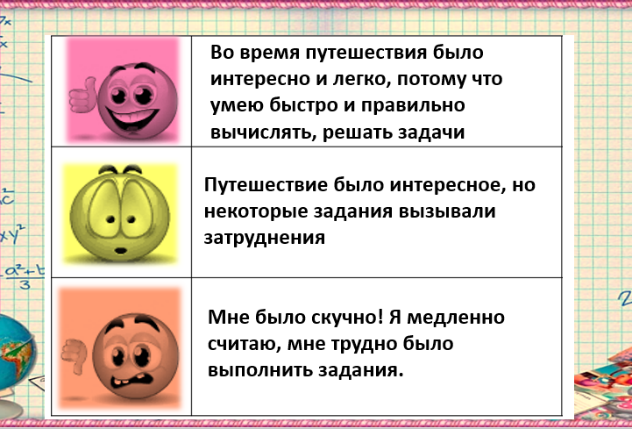 Во время путешествия было
интересно и легко, потому что
умею быстро и правильно
вычислять, решать задачи
Путешествие было интересное, но
некоторые задания вызывали
затруднения
Мне было скучно! Я медленно
считаю, мне трудно было
выполнить задания.